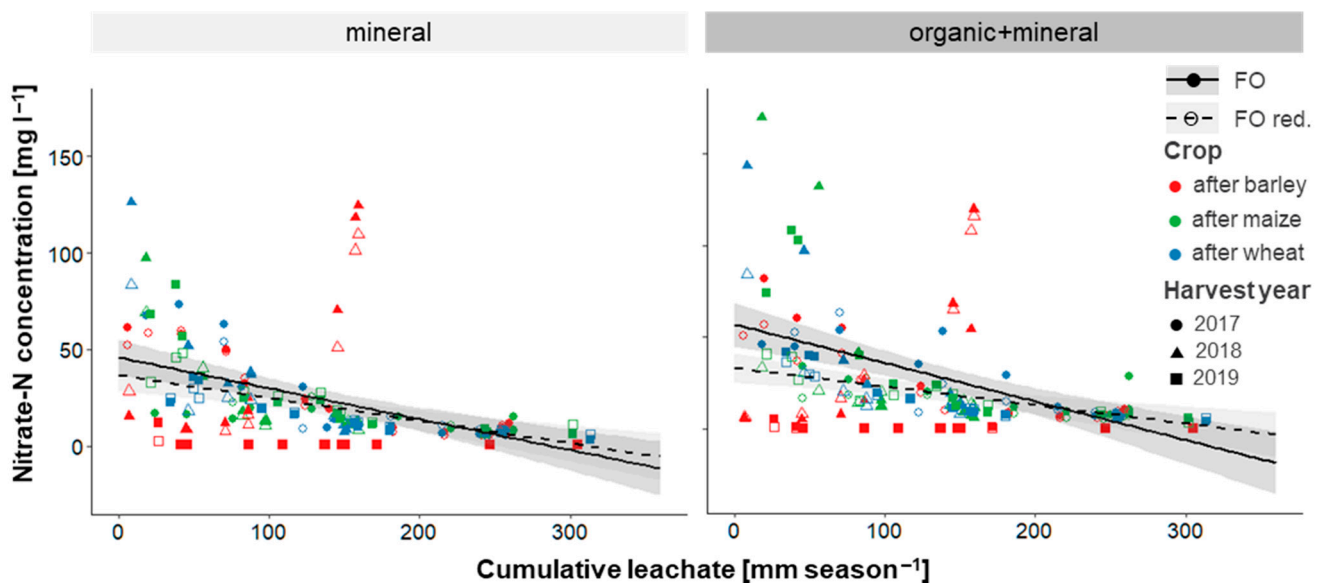 mineral
organic+mineral
Nitrate-N concentration [mg l⁻¹]
150
100
50
0
0
100
200
300
0
100
200
300
Cumulative leachate [mm season⁻¹]
FO
FO red.
Crop
after barley
after maize
after wheat
Harvest year
2017
2018
2019